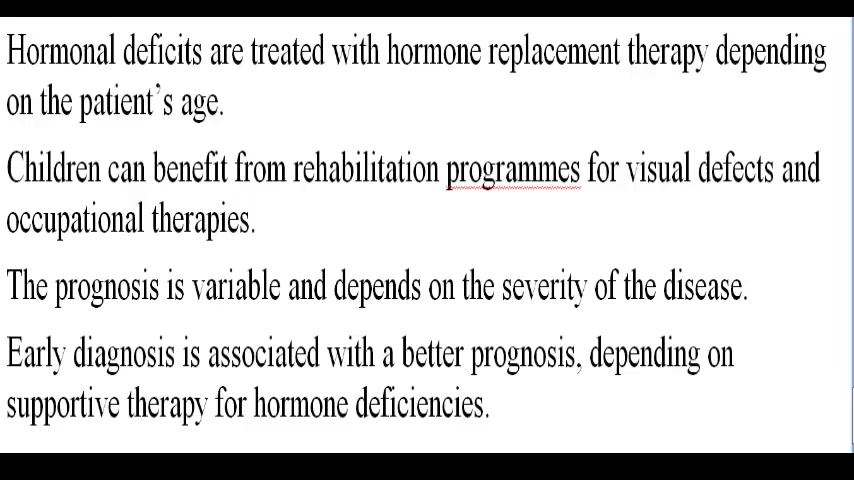 Hormonal deficits are treated with hormone replacement therapy depending
on the patient's age.
Children can benefit from rehabilitation programmes for visual defects and
occupational therapies.
The prognosis is variable and depends on the severity of the disease.
Early diagnosis is associated with a better prognosis, depending on
supportive therapy for hormone deficiencies.